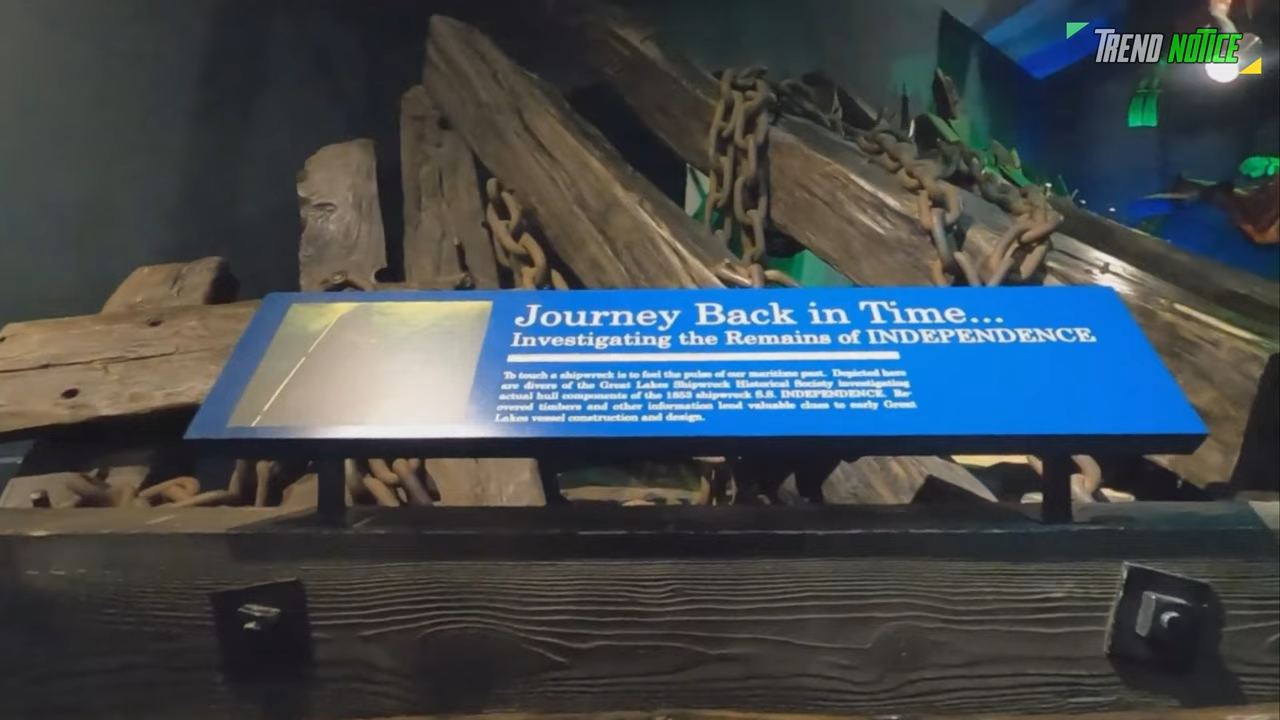 TREND NOTICE
Journey Back in Time...
Investigating the Remains of INDEPENDENCE
To touch a shipwreck is to feel the pulse of our maritime past. Depicted here
are divers of the Great Lakes Shipwreck Historical Society investigating
actual hull components of the 1853 shipwreck S.S. INDEPENDENCE. Re-
overed timbers and other information lend valuable clues to early Great
Lakes vessel construction and design.